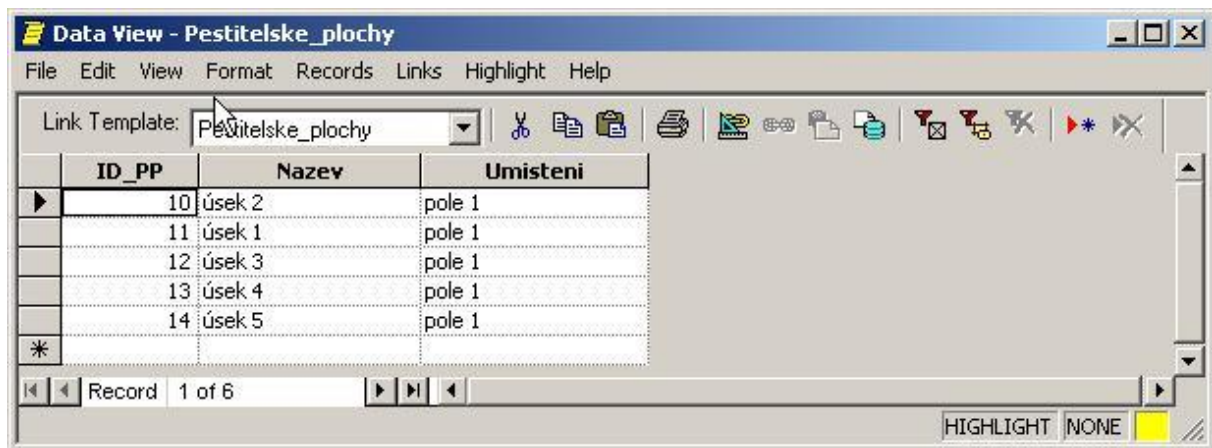 Data View - Pestitelske_plochy
File Edit View Format Records Links Highlight Help
Link Template: Pestitelske_plochy
ID_PP Nazev Umisteni
10 úsek 2 pole 1
11 úsek 1 pole 1
12 úsek 3 pole 1
13 úsek 4 pole 1
14 úsek 5 pole 1
Record 1 of 6
HIGHLIGHT NONE